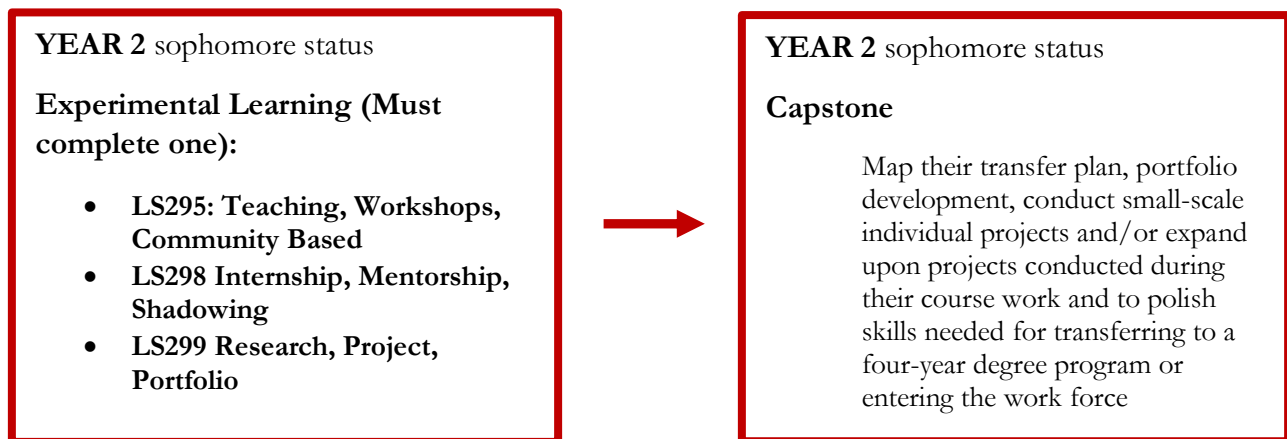 YEAR 2 sophomore status
Experimental Learning (Must
complete one):
• LS295: Teaching, Workshops,
Community Based
• LS298 Internship, Mentorship,
Shadowing
• LS299 Research, Project,
Portfolio
YEAR 2 sophomore status
Capstone
Map their transfer plan, portfolio
development, conduct small-scale
individual projects and/or expand
upon projects conducted during
their course work and to polish
skills needed for transferring to a
four-year degree program or
entering the work force